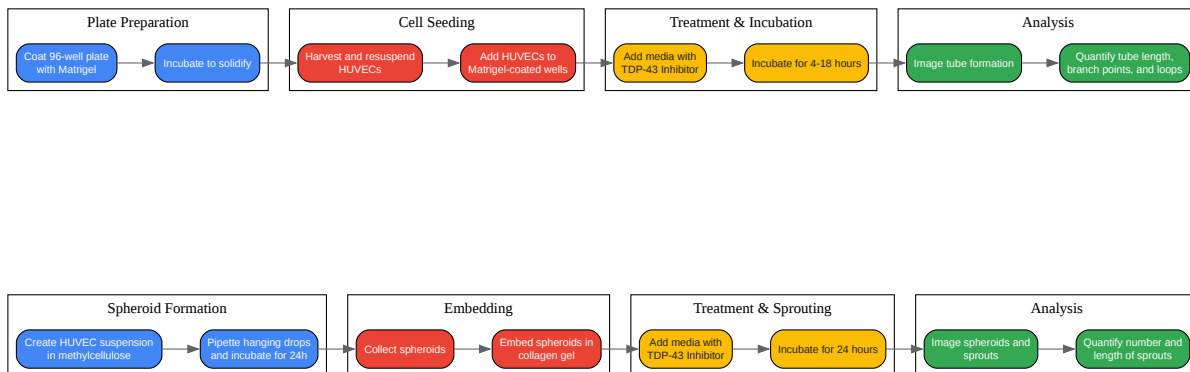 Plate Preparation
Coat 96-well plate
with Matrigel
Incubate to solidify
Cell Seeding
Harvest and resuspend
HUVECs
Add HUVECs to
Matrigel-coated wells
Treatment & Incubation
Add media with
TDP-43 Inhibitor
Incubate for 4-18 hours
Analysis
Image tube formation
Quantify tube length,
branch points, and loops
Spheroid Formation
Create HUVEC suspension
in methylcellulose
Pipette hanging drops
and incubate for 24h
Embedding
Collect spheroids
Embed spheroids in
collagen gel
Treatment & Sprouting
Add media with
TDP-43 Inhibitor
Incubate for 24 hours
Analysis
Image spheroids and
sprouts
Quantify number and
length of sprouts